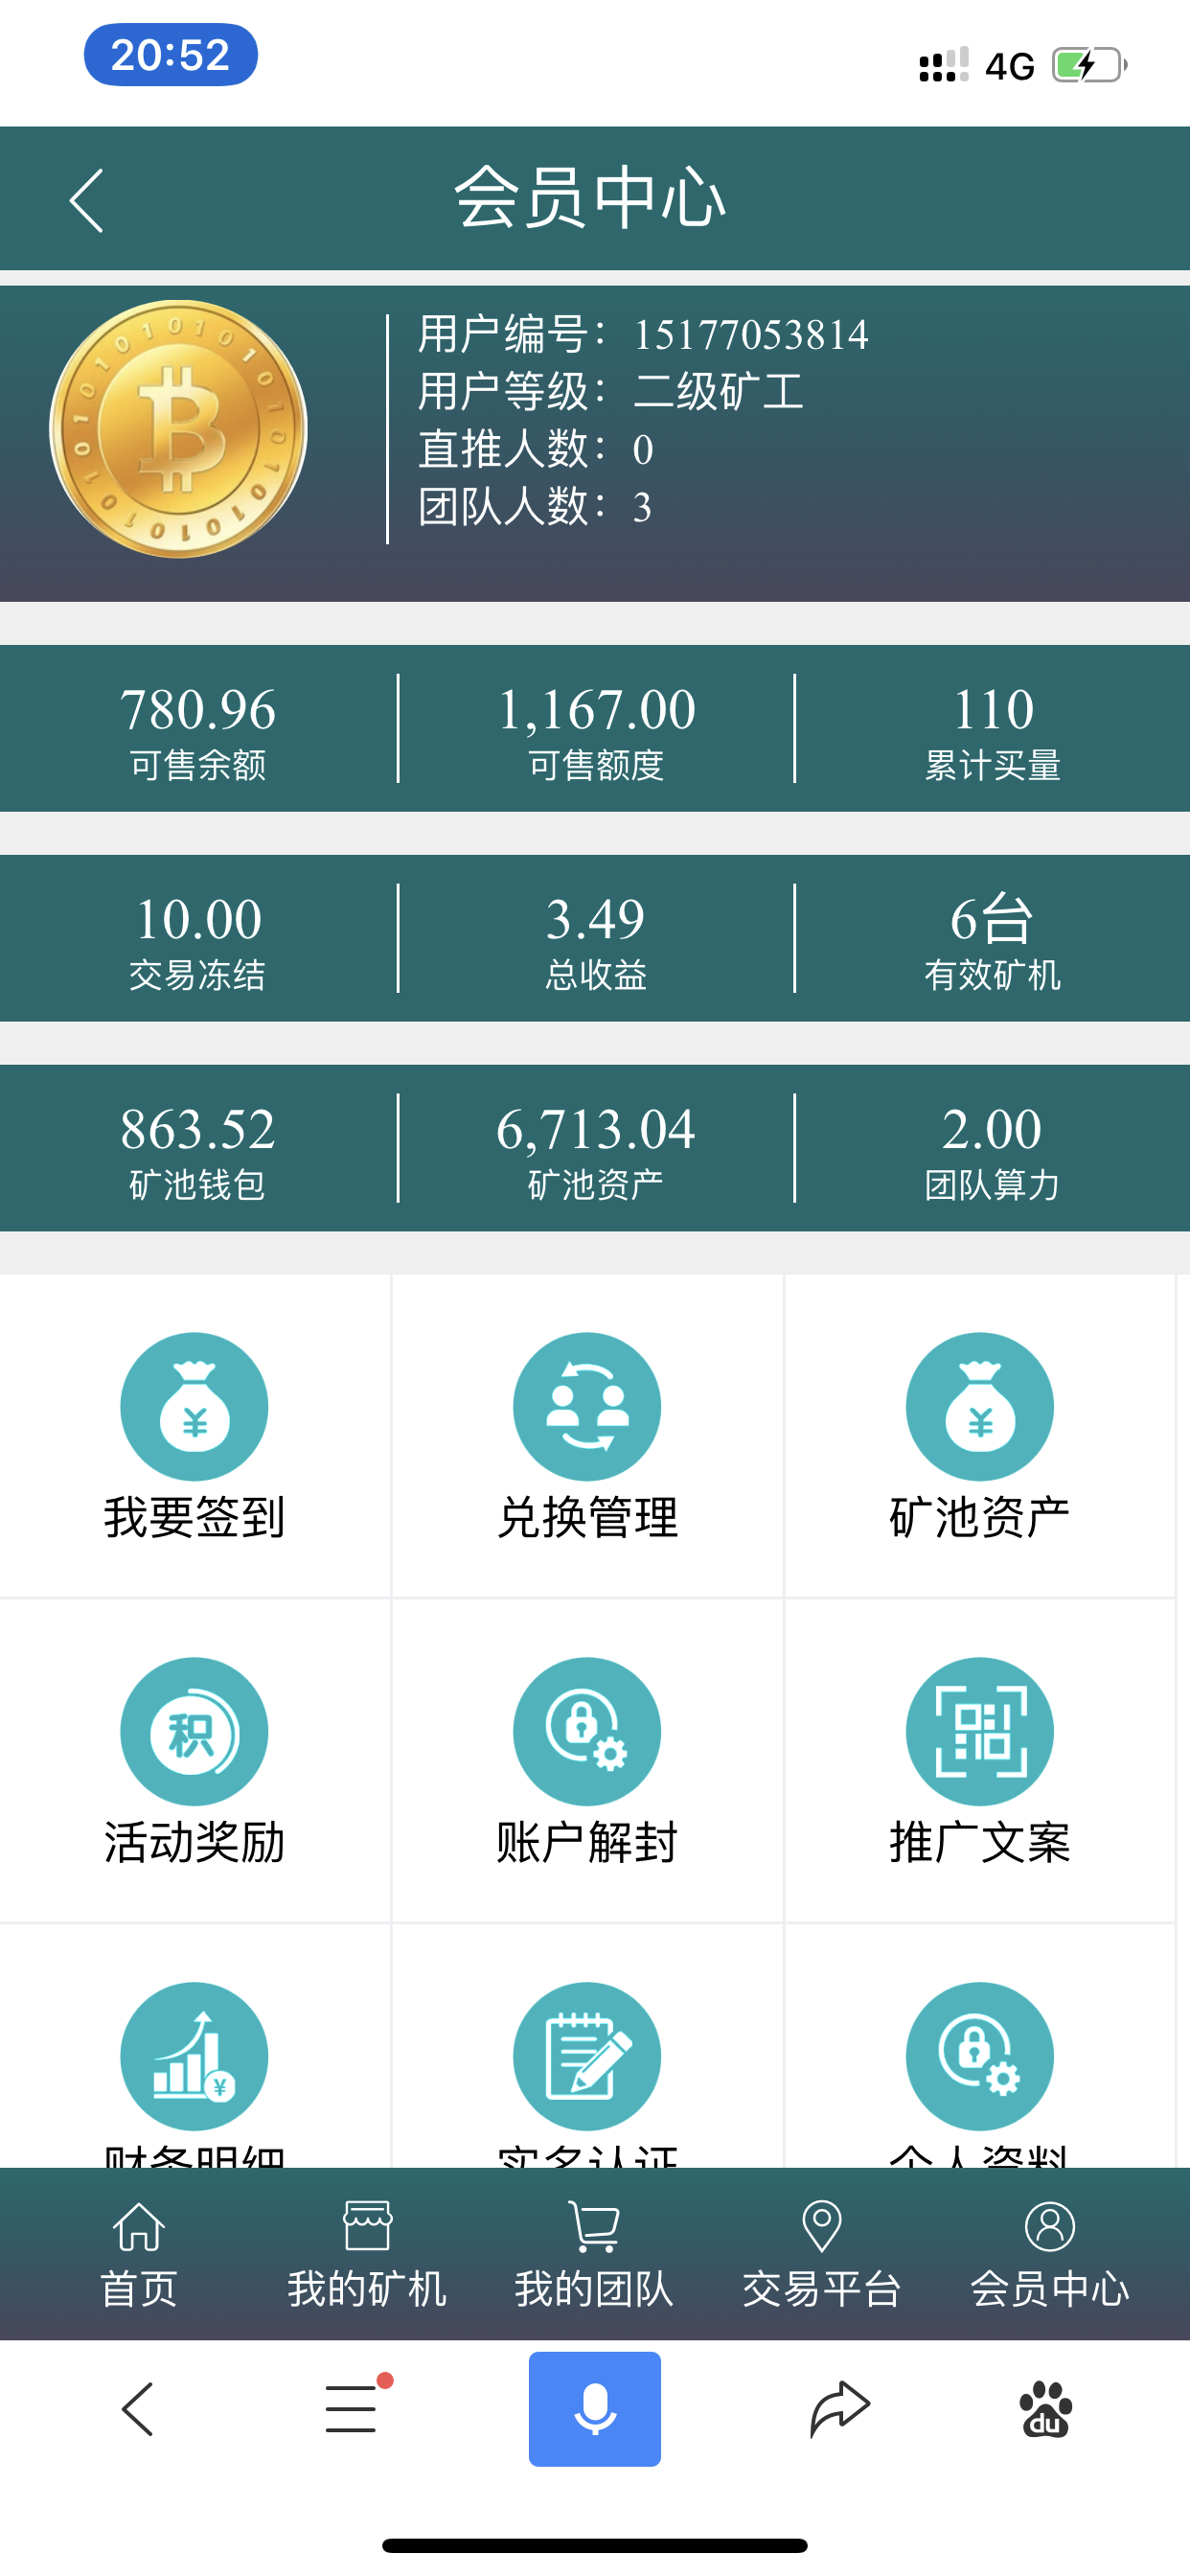 20:52
4G
会员中心
用户编号：15177053814
用户等级：二级矿工
直推人数：0
团队人数：3
780.96 1,167.00 110
可售余额 可售额度 累计买量
10.00 3.49 6台
交易冻结 总收益 有效矿机
863.52 6,713.04 2.00
矿池钱包 矿池资产 团队算力
我要签到 兑换管理 矿池资产
积
活动奖励 账户解封 推广文案
财务明细 实名认证 个人资料
首页 我的矿机 我的团队 交易平台 会员中心
du